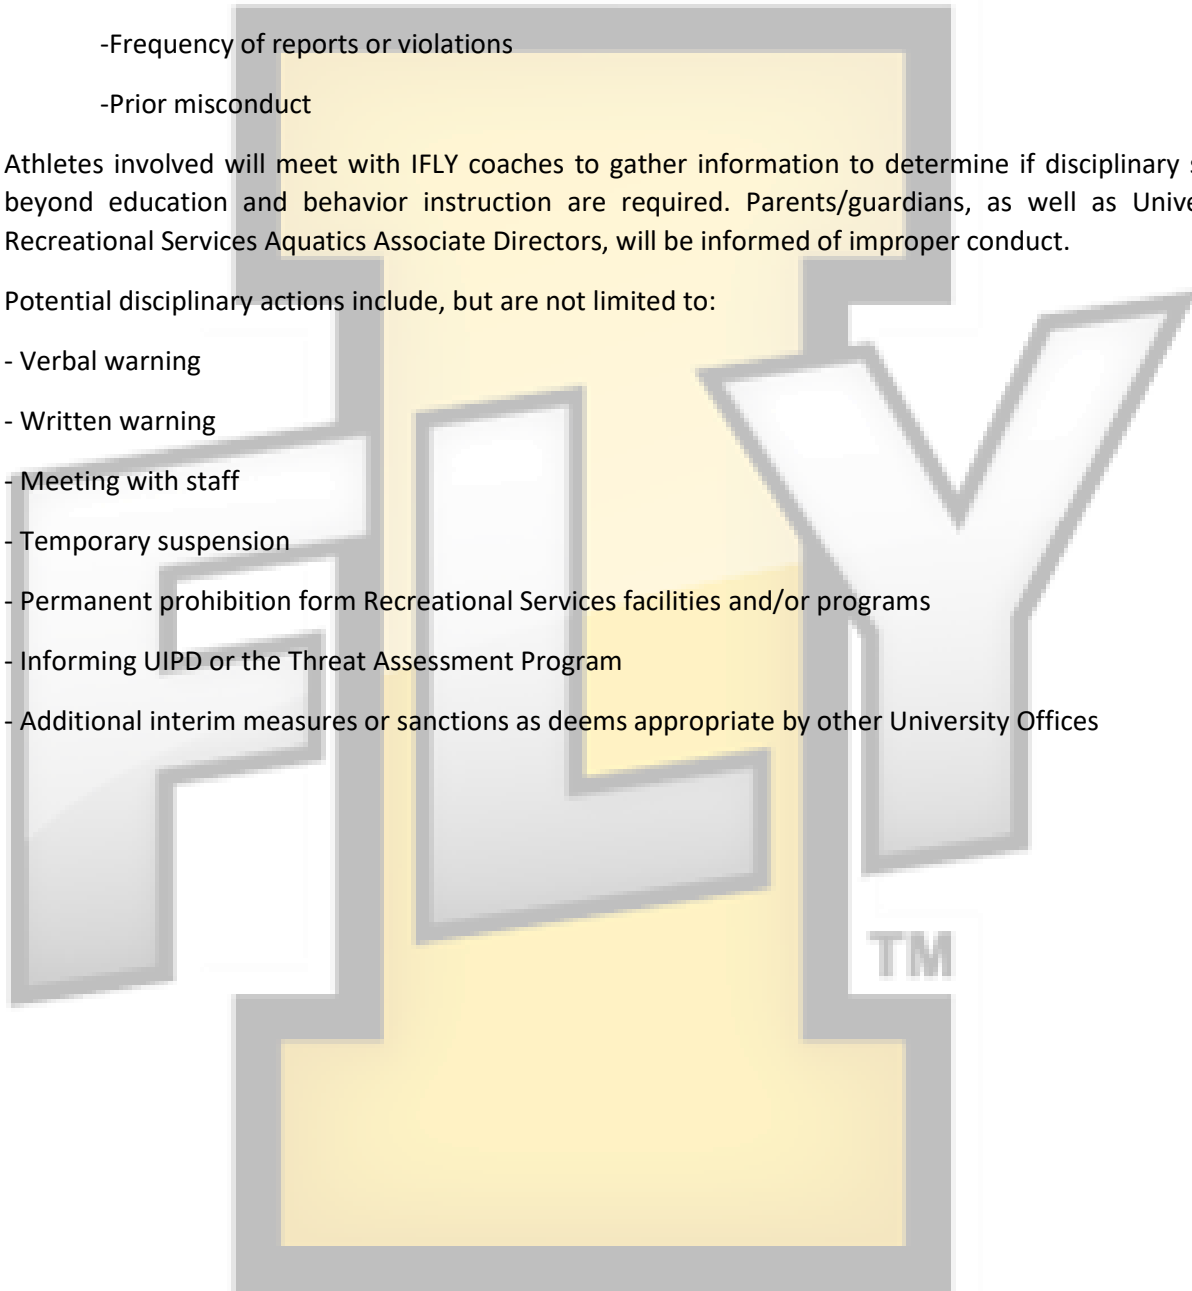 -Frequency of reports or violations
-Prior misconduct
Athletes involved will meet with IFLY coaches to gather information to determine if disciplinary
beyond education and behavior instruction are required. Parents/guardians, as well as
Recreational Services Aquatics Associate Directors, will be informed of improper conduct.
Potential disciplinary actions include, but are not limited to:
- Verbal warning
- Written warning
- Meeting with staff
- Temporary suspension
- Permanent prohibition form Recreational Services facilities and/or programs
- Informing UIPD or the Threat Assessment Program
- Additional interim measures or sanctions as deems appropriate by other University Offices
I
FLY
TM